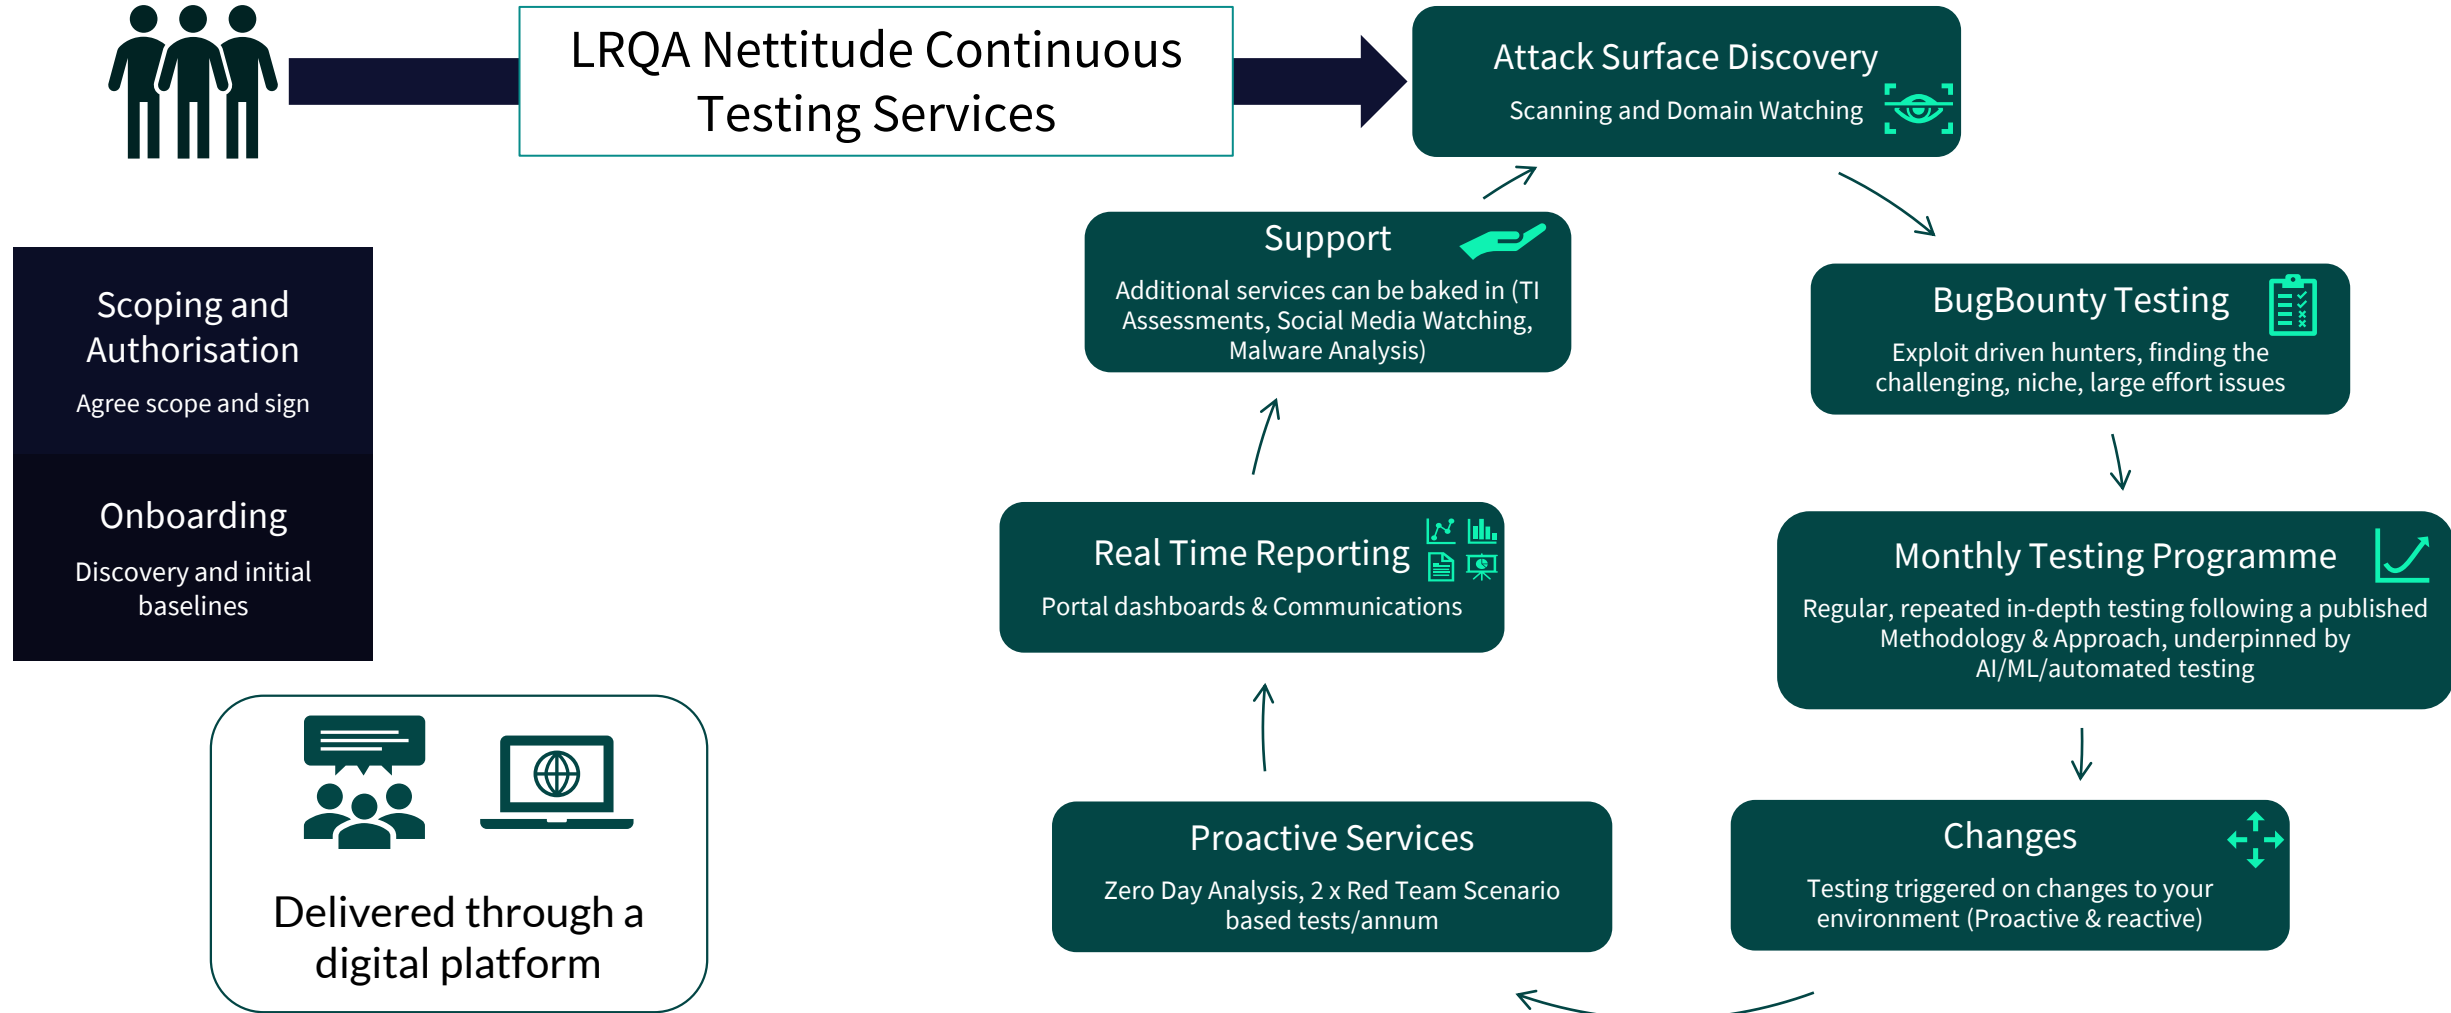 LRQA Nettitude Continuous
Testing Services
Scoping and
Authorisation
Agree scope and sign
Onboarding
Discovery and initial
baselines
Delivered through a
digital platform
Attack Surface Discovery
Scanning and Domain Watching
BugBounty Testing
Exploit driven hunters, finding the
challenging, niche, large effort issues
Monthly Testing Programme
Regular, repeated in-depth testing following a published
Methodology & Approach, underpinned by
AI/ML/automated testing
Changes
Testing triggered on changes to your
environment (Proactive & reactive)
Proactive Services
Zero Day Analysis, 2 x Red Team Scenario
based tests/annum
Real Time Reporting
Portal dashboards & Communications
Support
Additional services can be baked in (TI
Assessments, Social Media Watching,
Malware Analysis)